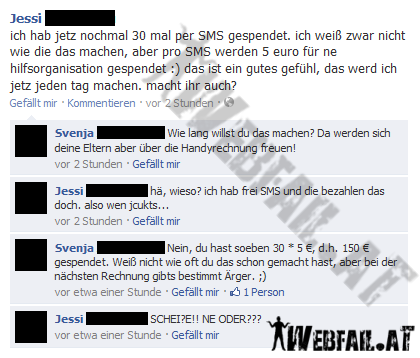 Jessi
ich hab jetz nochmal 30 mal per SMS gespendet. ich weiß zwar nicht
wie die das machen, aber pro SMS werden 5 euro für ne
hilfsorganisation gespendet :) das ist ein gutes gefühl, das werd ich
jetz jeden tag machen. macht ihr auch?
Gefällt mir · Kommentieren · vor 2 Stunden ·
Svenja Wie lang willst du das machen? Da werden sich
deine Eltern aber über die Handyrechnung freuen!
vor 2 Stunden · Gefällt mir
Jessi hä, wieso? ich hab frei SMS und die bezahlen das
doch. also wen jcukts...
vor 2 Stunden · Gefällt mir
Svenja Nein, du hast soeben 30 * 5 €, d.h. 150 €
gespendet. Weiß nicht wie oft du das schon gemacht hast, aber bei der
nächsten Rechnung gibts bestimmt Ärger. ;)
vor etwa einer Stunde · Gefällt mir · 1 Person
Jessi SCHEI?E!! NE ODER???
vor etwa einer Stunde · Gefällt mir
WEBFAIL.AT
WEBFAIL.AT